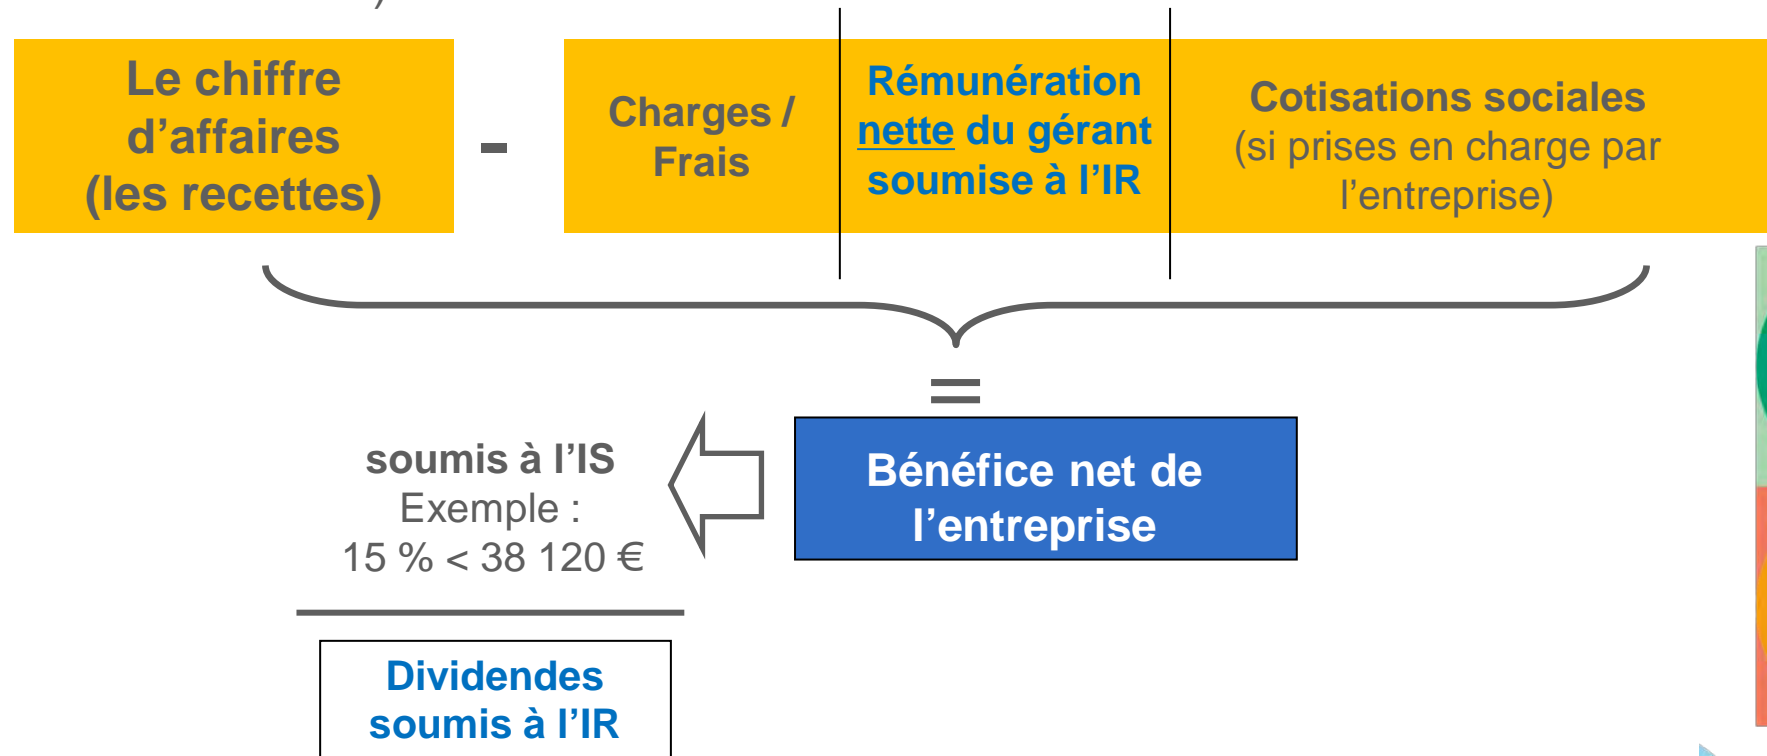 )
Le chiffre
d’affaires
(les recettes)
-
Charges /
Frais
Rémunération
nette du gérant
soumise à l’IR
Cotisations sociales
(si prises en charge par
l’entreprise)
=
soumis à l’IS
Exemple :
15 % < 38 120 €
Bénéfice net de
l’entreprise
Dividendes
soumis à l’IR